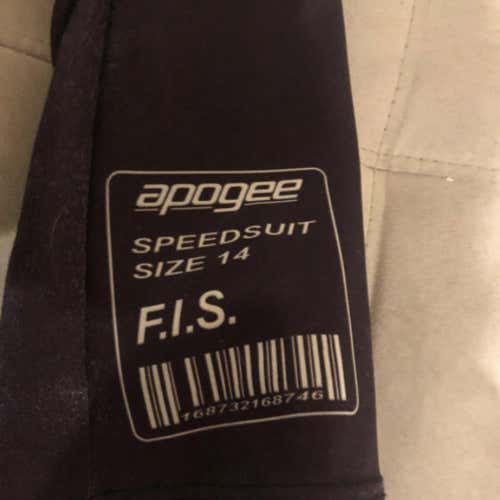 apogee
SPEEDSUIT
SIZE 14
F.I.S.
168732168746